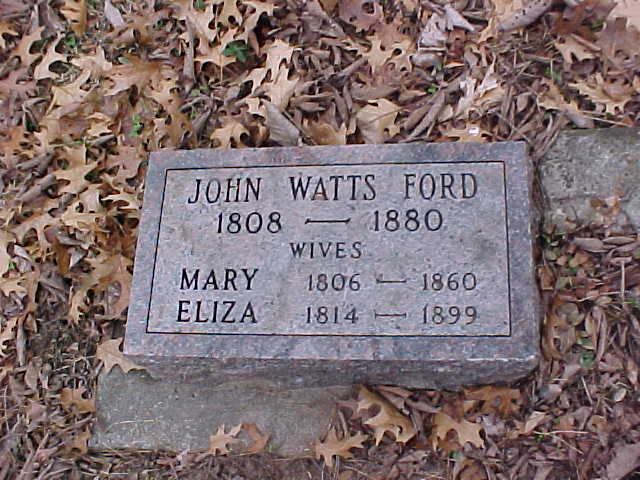 JOHN WATTS FORD
1808 — 1880
WIVES
MARY 1806 — 1860
ELIZA 1814 — 1899